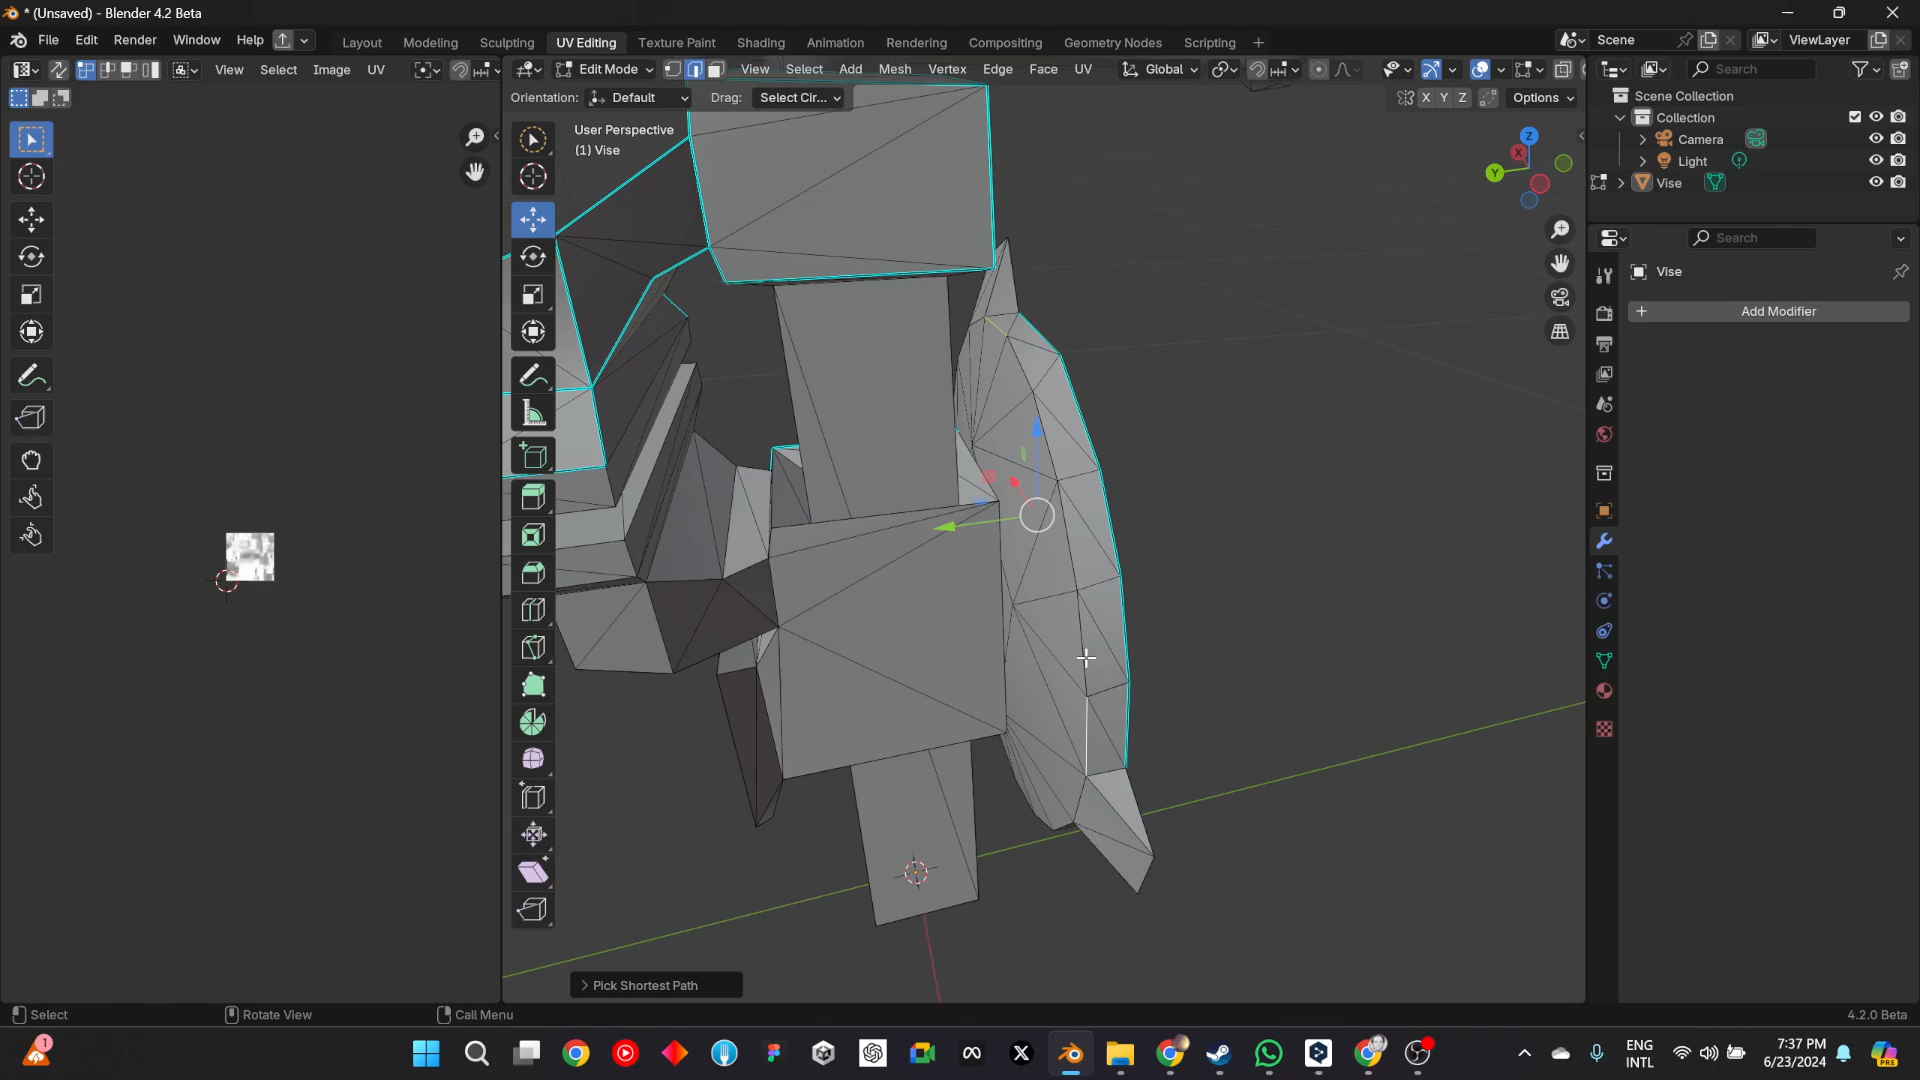 * (Unsaved) - Blender 4.2 Beta
File Edit Render Window Help
Layout Modeling Sculpting UV Editing Texture Paint Shading Animation Rendering Compositing Geometry Nodes Scripting +
Scene
ViewLayer
View Select Image UV
Edit Mode
View Select Add Mesh Vertex Edge Face UV
Global
Search
Orientation: Default Drag: Select Cir...
X Y Z
Options
User Perspective
(1) Vise
Z
X
Y
Scene Collection
Collection
Camera
Light
Vise
Search
Vise
+ Add Modifier
> Pick Shortest Path
Select
Rotate View
Call Menu
4.2.0 Beta
1
ENG
INTL
7:37 PM
6/23/2024
PRE